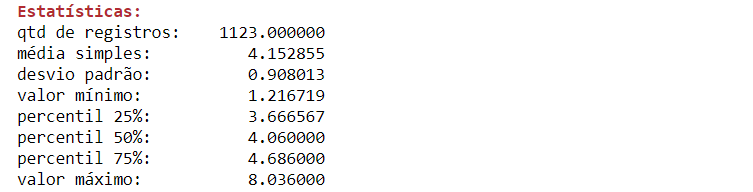 Estatísticas:
qtd de registros: 1123.000000
média simples: 4.152855
desvio padrão: 0.908013
valor mínimo: 1.216719
percentil 25%: 3.666567
percentil 50%: 4.060000
percentil 75%: 4.686000
valor máximo: 8.036000